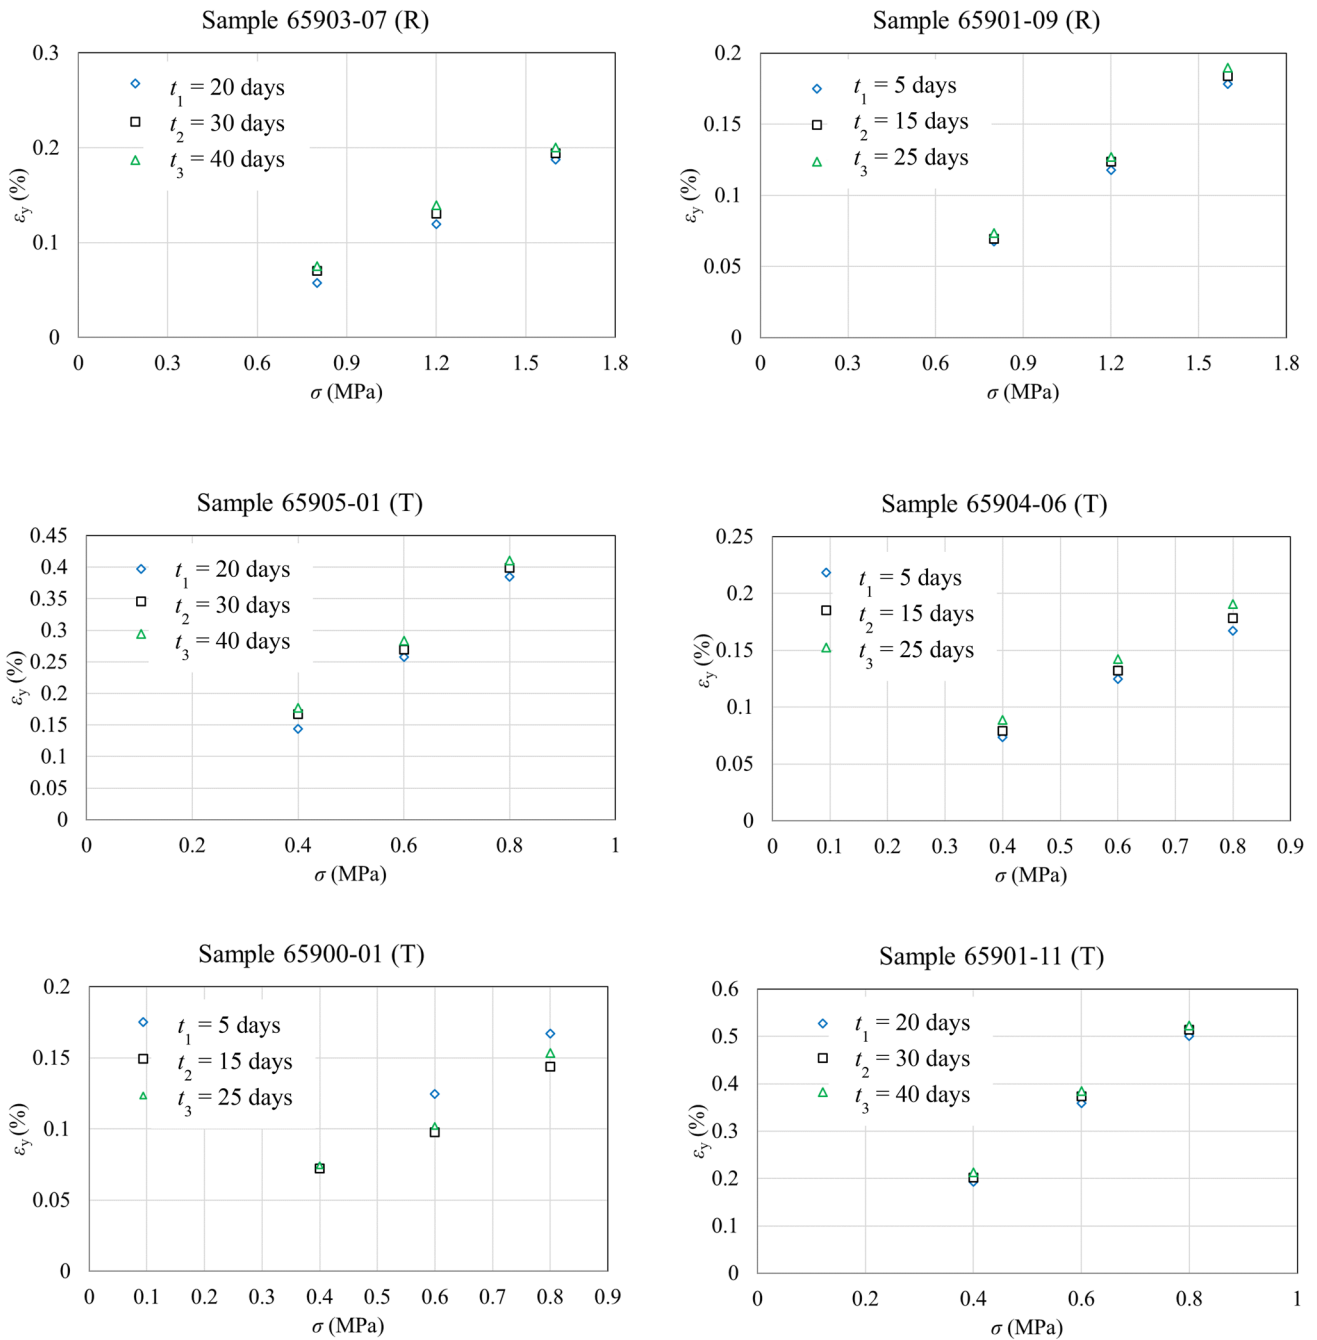 Sample 65903-07 (R)
0.3
0.2
0.1
0
εy (%)
t1 = 20 days
t2 = 30 days
t3 = 40 days
0 0.3 0.6 0.9 1.2 1.5 1.8
σ (MPa)
Sample 65901-09 (R)
0.2
0.15
0.1
0.05
0
εy (%)
t1 = 5 days
t2 = 15 days
t3 = 25 days
0 0.3 0.6 0.9 1.2 1.5 1.8
σ (MPa)
Sample 65905-01 (T)
0.45
0.4
0.35
0.3
0.25
0.2
0.15
0.1
0.05
0
εy (%)
t1 = 20 days
t2 = 30 days
t3 = 40 days
0 0.2 0.4 0.6 0.8 1
σ (MPa)
Sample 65904-06 (T)
0.25
0.2
0.15
0.1
0.05
0
εy (%)
t1 = 5 days
t2 = 15 days
t3 = 25 days
0 0.1 0.2 0.3 0.4 0.5 0.6 0.7 0.8 0.9
σ (MPa)
Sample 65900-01 (T)
0.2
0.15
0.1
0.05
0
εy (%)
t1 = 5 days
t2 = 15 days
t3 = 25 days
0 0.1 0.2 0.3 0.4 0.5 0.6 0.7 0.8 0.9
σ (MPa)
Sample 65901-11 (T)
0.6
0.5
0.4
0.3
0.2
0.1
0
εy (%)
t1 = 20 days
t2 = 30 days
t3 = 40 days
0 0.2 0.4 0.6 0.8 1
σ (MPa)